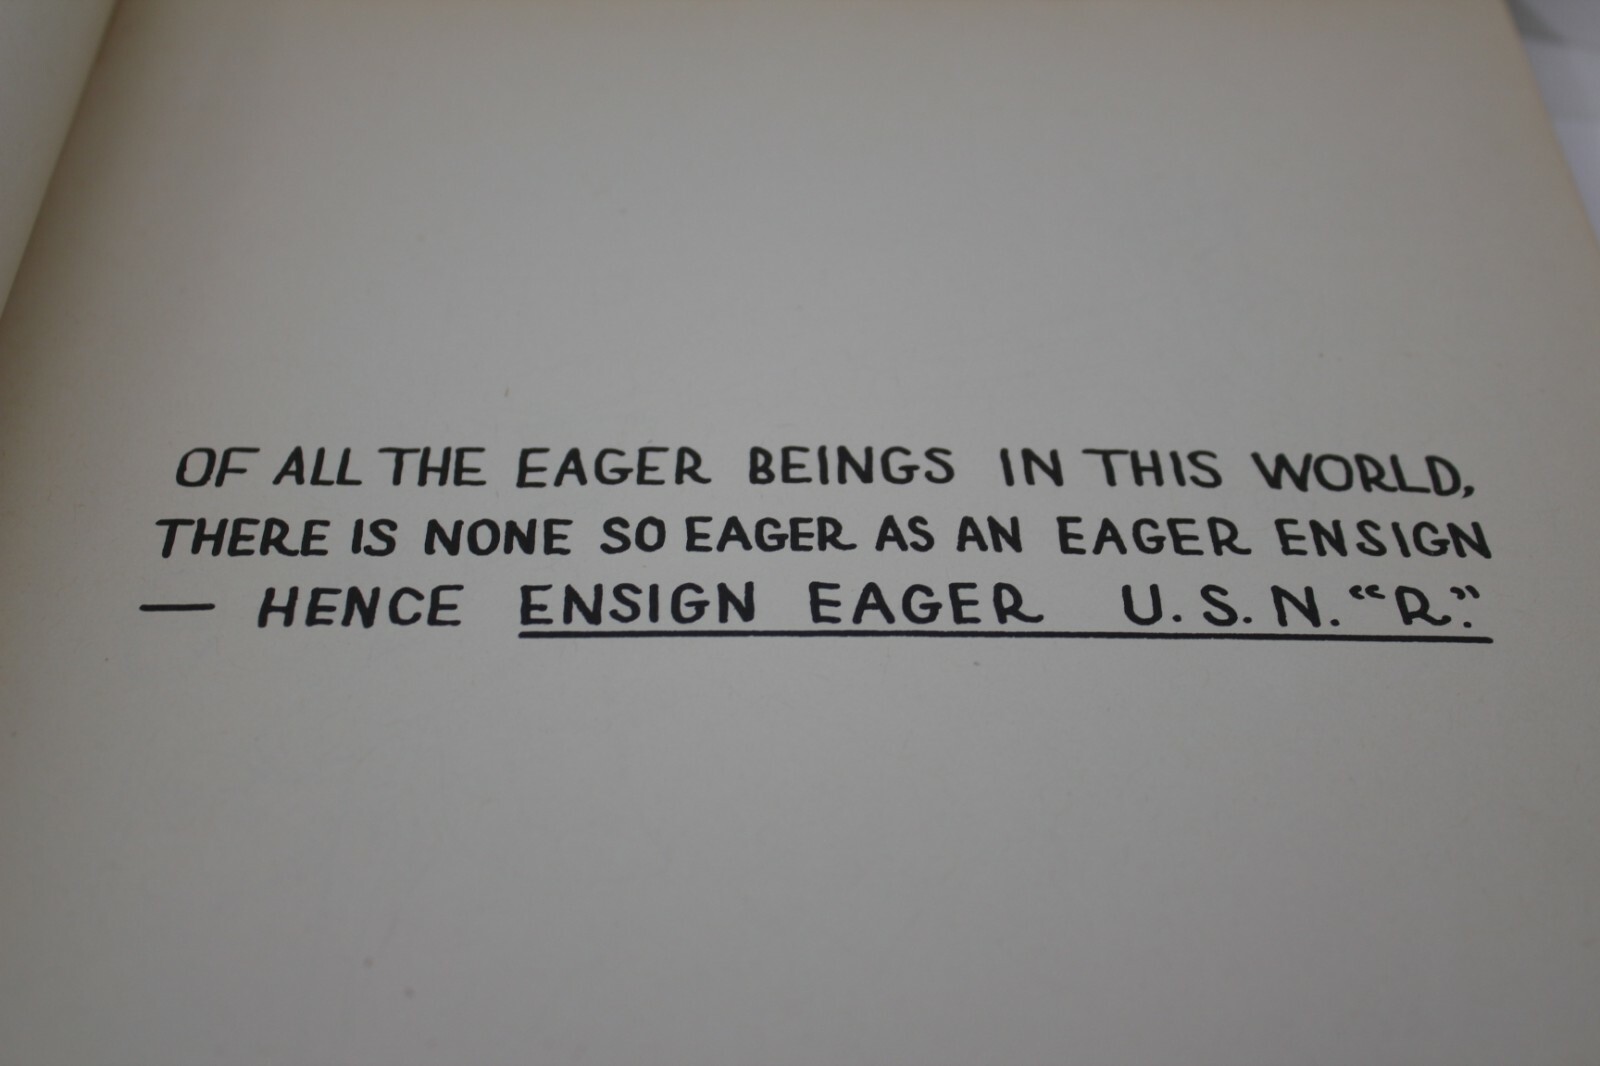 OF ALL THE EAGER BEINGS IN THIS WORLD,
THERE IS NONE SO EAGER AS AN EAGER ENSIGN
— HENCE ENSIGN EAGER U.S.N. “R.”